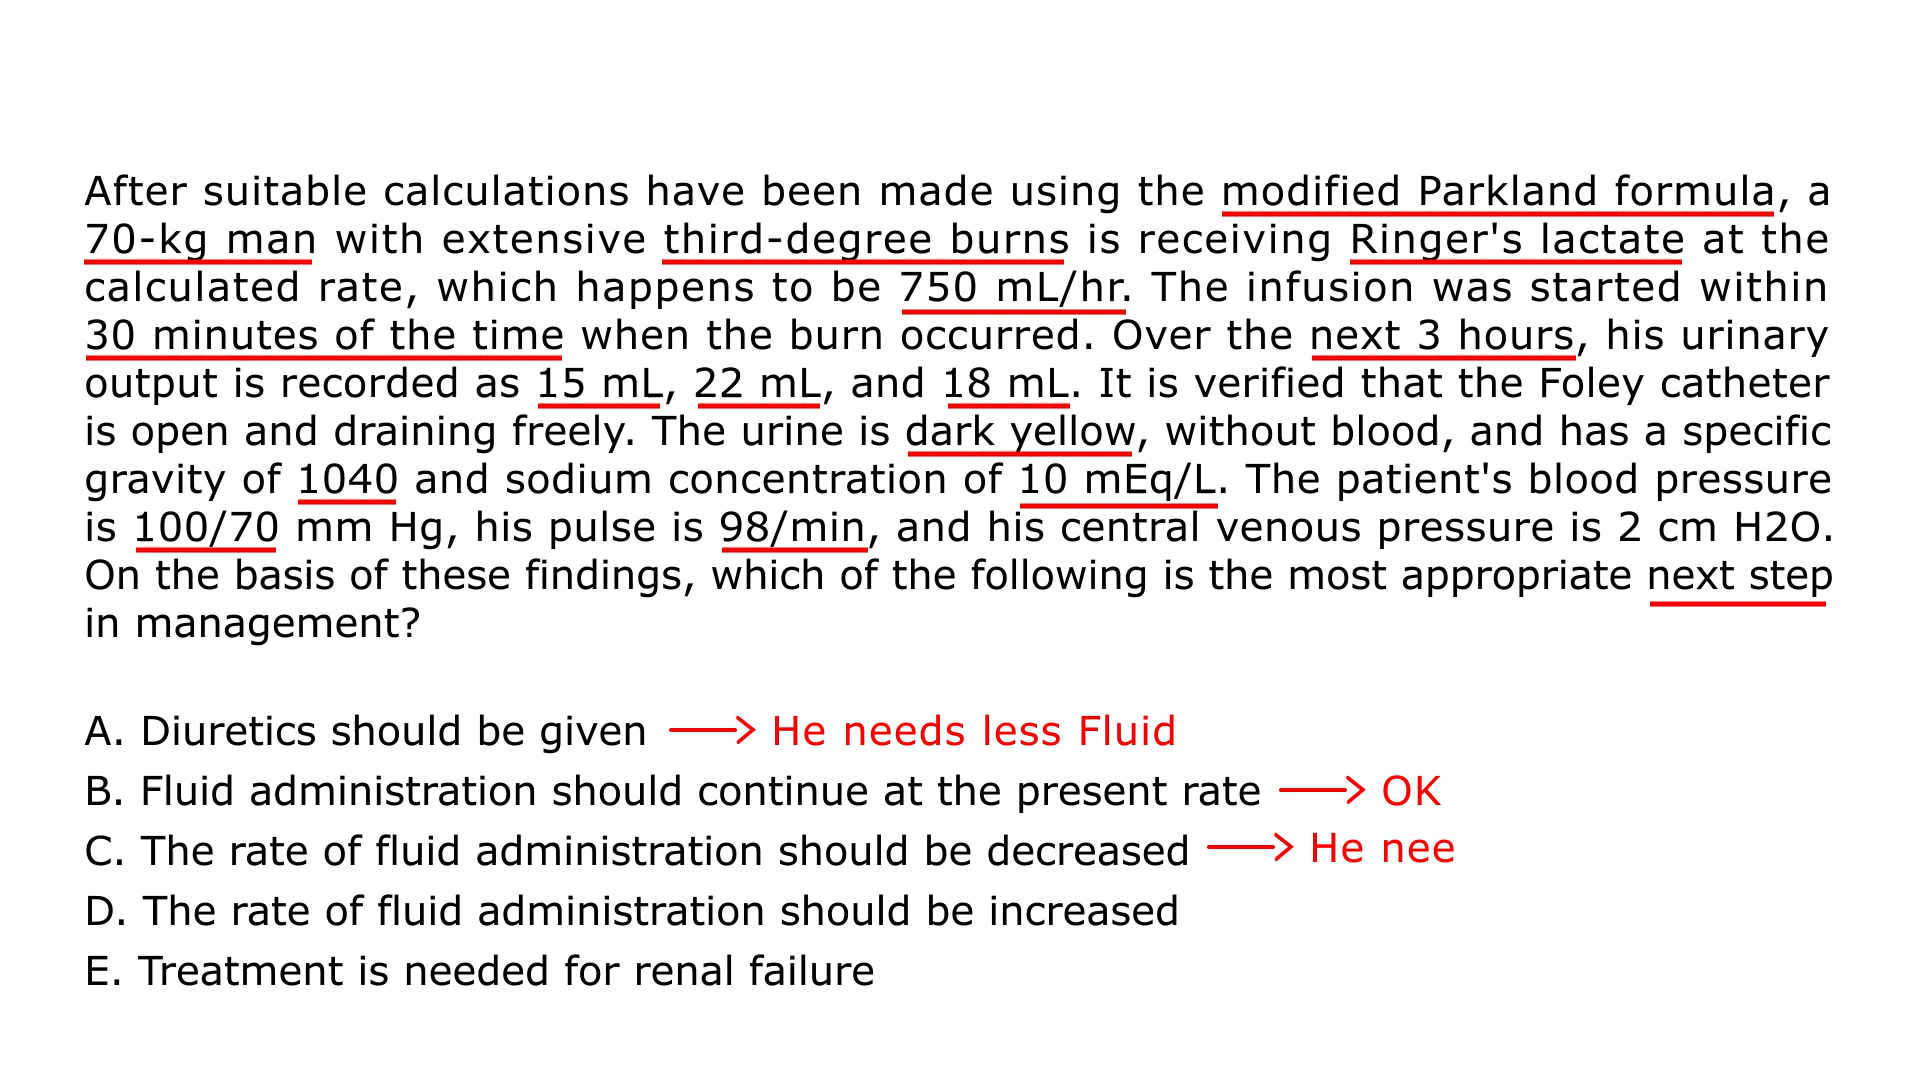 After suitable calculations have been made using the modified Parkland formula, a
70-kg man with extensive third-degree burns is receiving Ringer's lactate at the
calculated rate, which happens to be 750 mL/hr. The infusion was started within
30 minutes of the time when the burn occurred. Over the next 3 hours, his urinary
output is recorded as 15 mL, 22 mL, and 18 mL. It is verified that the Foley catheter
is open and draining freely. The urine is dark yellow, without blood, and has a specific
gravity of 1040 and sodium concentration of 10 mEq/L. The patient's blood pressure
is 100/70 mm Hg, his pulse is 98/min, and his central venous pressure is 2 cm H2O.
On the basis of these findings, which of the following is the most appropriate next step
in management?
A. Diuretics should be given → He needs less Fluid
B. Fluid administration should continue at the present rate → OK
C. The rate of fluid administration should be decreased → He nee
D. The rate of fluid administration should be increased
E. Treatment is needed for renal failure